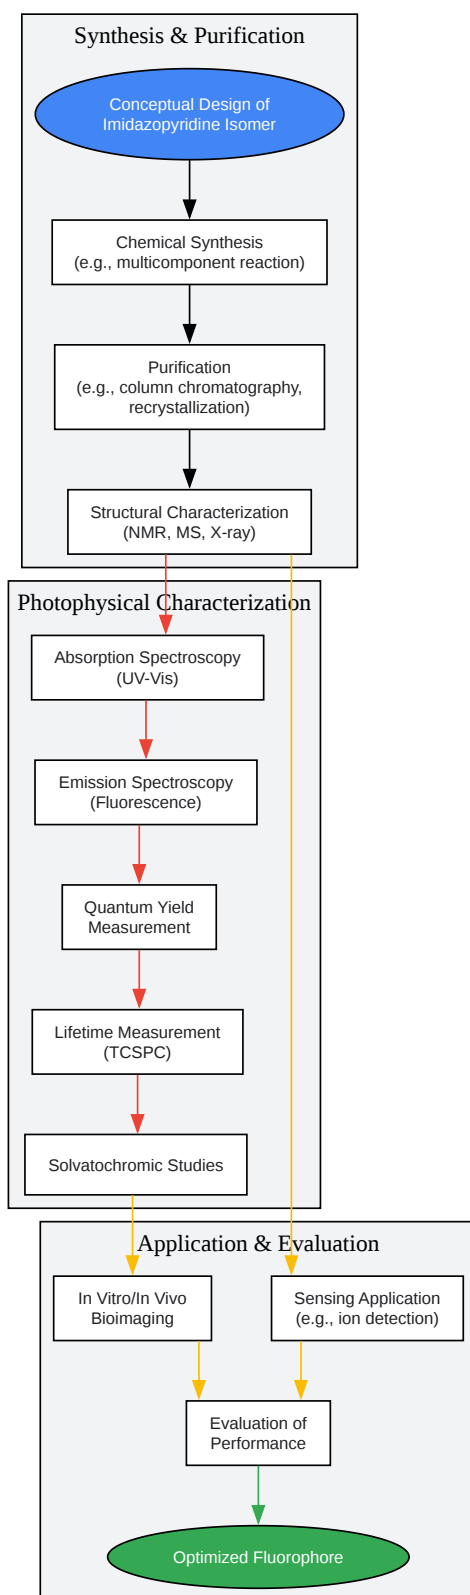 Synthesis & Purification
Conceptual Design of
Imidazopyridine Isomer
Chemical Synthesis
(e.g., multicomponent reaction)
Purification
(e.g., column chromatography,
recrystallization)
Structural Characterization
(NMR, MS, X-ray)
Photophysical Characterization
Absorption Spectroscopy
(UV-Vis)
Emission Spectroscopy
(Fluorescence)
Quantum Yield
Measurement
Lifetime Measurement
(TCSPC)
Solvatochromic Studies
Application & Evaluation
In Vitro/In Vivo
Bioimaging
Sensing Application
(e.g., ion detection)
Evaluation of
Performance
Optimized Fluorophore